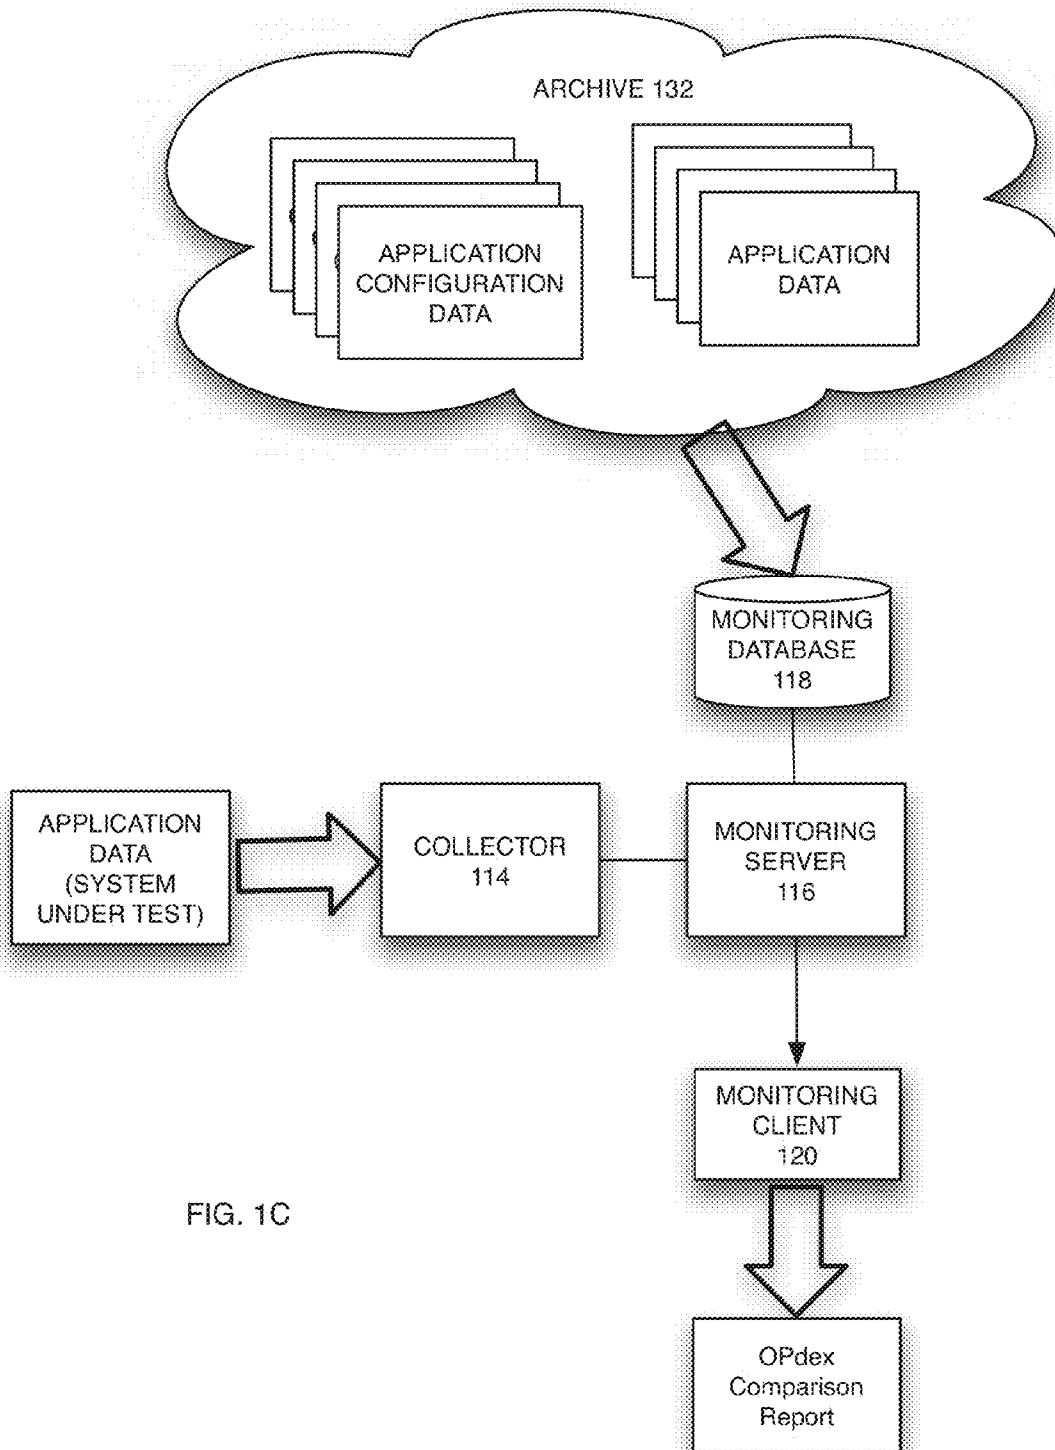 ARCHIVE 132
APPLICATION
CONFIGURATION
DATA
APPLICATION
DATA
MONITORING
DATABASE
118
APPLICATION
DATA
(SYSTEM
UNDER TEST)
COLLECTOR
114
MONITORING
SERVER
116
MONITORING
CLIENT
120
FIG. 1C
OPdex
Comparison
Report